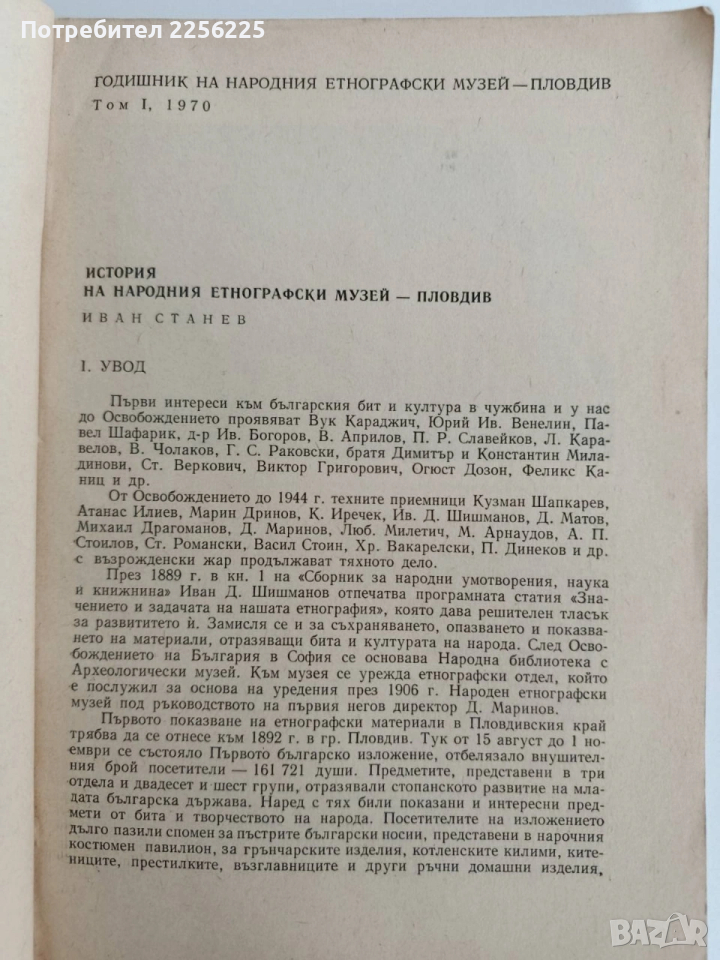 Потребител 2256225
ГОДИШНИК НА НАРОДНИЯ ЕТНОГРАФСКИ МУЗЕЙ — ПЛОВДИВ
Том I, 1970
ИСТОРИЯ
НА НАРОДНИЯ ЕТНОГРАФСКИ МУЗЕЙ — ПЛОВДИВ
ИВАН СТАНЕВ
I. УВОД
Първи интереси към българския бит и култура в чужбина и у нас
до Освобождението проявяват Вук Караджич, Юрий Ив. Венелин, Па-
вел Шафарик, д-р Ив. Богоров, В. Априлов, П. Р. Славейков, Л. Кара-
велов, В. Чолаков, Г. С. Раковски, братя Димитър и Константин Мила-
динови, Ст. Веркович, Виктор Григорович, Огюст Дозон, Феликс Ка-
ниц и др.
От Освобождението до 1944 г. техните приемници Кузман Шапкарев,
Атанас Илиев, Марин Дринов, К. Иречек, Ив. Д. Шишманов, Д. Матов,
Михаил Драгоманов, Д. Маринов, Люб. Милетич, М. Арнаудов, А. П.
Стоилов, Ст. Романски, Васил Стоин, Хр. Вакарелски, П. Динеков и др.
с възрожденски жар продължават тяхното дело.
През 1889 г. в кн. 1 на «Сборник за народни умотворения, наука
и книжнина» Иван Д. Шишманов отпечатва програмната статия «Зна-
чението и задачата на нашата етнография», която дава решителен тласък
за развитието ѝ. Замисля се и за съхраняването, опазването и показва-
нето на материали, отразяващи бита и културата на народа. След Осво-
бождението на България в София се основава Народна библиотека с
Археологически музей. Към музея се урежда етнографски отдел, който
е послужил за основа на уредения през 1906 г. Народен етнографски
музей под ръководството на първия негов директор Д. Маринов.
Първото показване на етнографски материали в Пловдивския край
трябва да се отнесе към 1892 г. в гр. Пловдив. Тук от 15 август до 1 но-
ември се състояло Първото българско изложение, отбелязало внушител-
ния брой посетители — 161 721 души. Предметите, представени в три
отдела и двадесет и шест групи, отразявали стопанското развитие на мла-
дата българска държава. Наред с тях били показани и интересни пред-
мети от бита и творчеството на народа. Посетителите на изложението
дълго пазили спомен за пъстрите български носии, представени в нарочния
костюмен павилион, за грънчарските изделия, котленските килими, ките-
ниците, престилките, възглавниците и други ръчни домашни изделия,
BAZAR